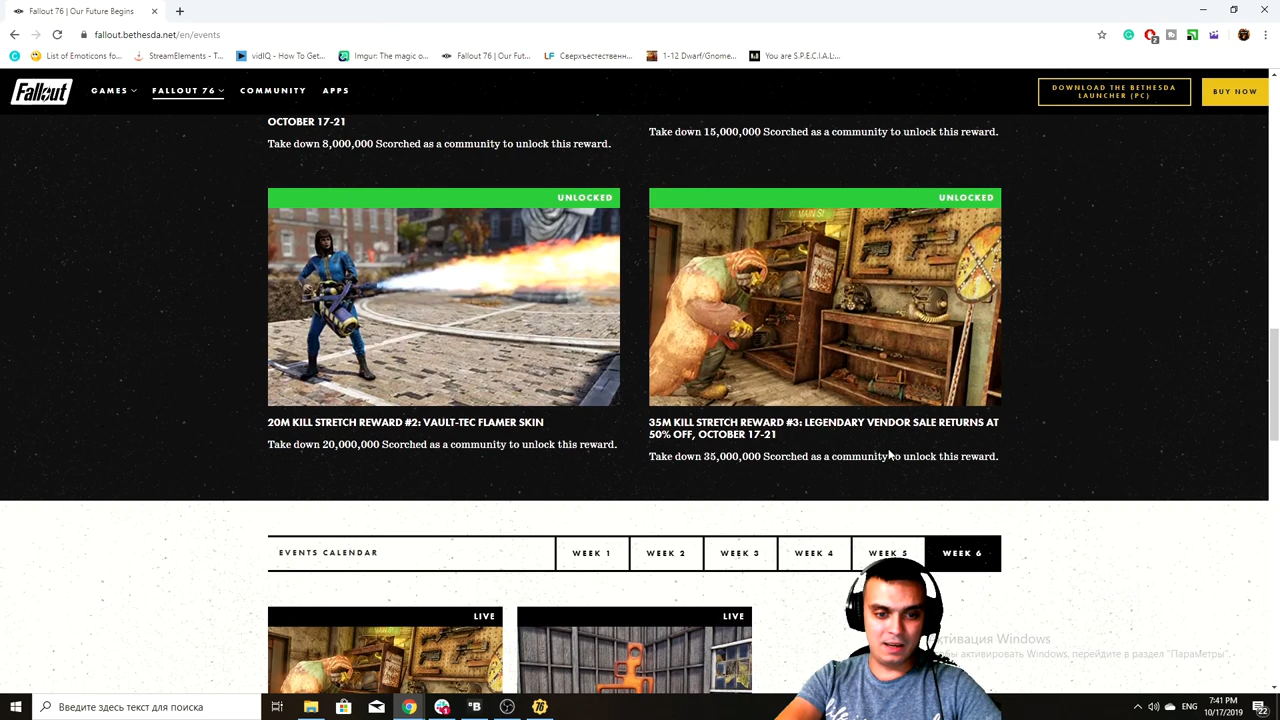 Fallout 76 | Our Future Begins
fallout.bethesda.net/en/events
2
List of Emoticons fo...
StreamElements - T...
vidIQ - How To Get...
Imgur: The magic o...
Fallout 76 | Our Fut...
Сверхъестественн...
1-12 Dwarf/Gnome...
You are S.P.E.C.I.A.L:...
Fallout
GAMES
FALLOUT 76
COMMUNITY
APPS
DOWNLOAD THE BETHESDA
LAUNCHER (PC)
BUY NOW
OCTOBER 17-21
Take down 8,000,000 Scorched as a community to unlock this reward.
Take down 15,000,000 Scorched as a community to unlock this reward.
UNLOCKED
UNLOCKED
W. MAIN ST
20M KILL STRETCH REWARD #2: VAULT-TEC FLAMER SKIN
Take down 20,000,000 Scorched as a community to unlock this reward.
35M KILL STRETCH REWARD #3: LEGENDARY VENDOR SALE RETURNS AT
50% OFF, OCTOBER 17-21
Take down 35,000,000 Scorched as a community to unlock this reward.
EVENTS CALENDAR
WEEK 1
WEEK 2
WEEK 3
WEEK 4
WEEK 5
WEEK 6
LIVE
LIVE
Windows
активировать Windows, перейдите в раздел "Параметры".
Введите здесь текст для поиска
ENG
7:41 PM
10/17/2019
22